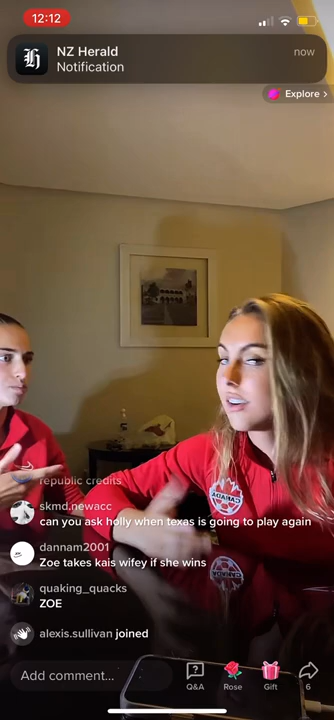 12:12
NZ Herald
now
Notification
Explore >
CANADA
republic credits
skmd.newacc
can you ask holly when texas is going to play again
dannam2001
Zoe takes kais wifey if she wins
quaking_quacks
ZOE
alexis.sullivan joined
Add comment...
Q&A
Rose
Gift
6